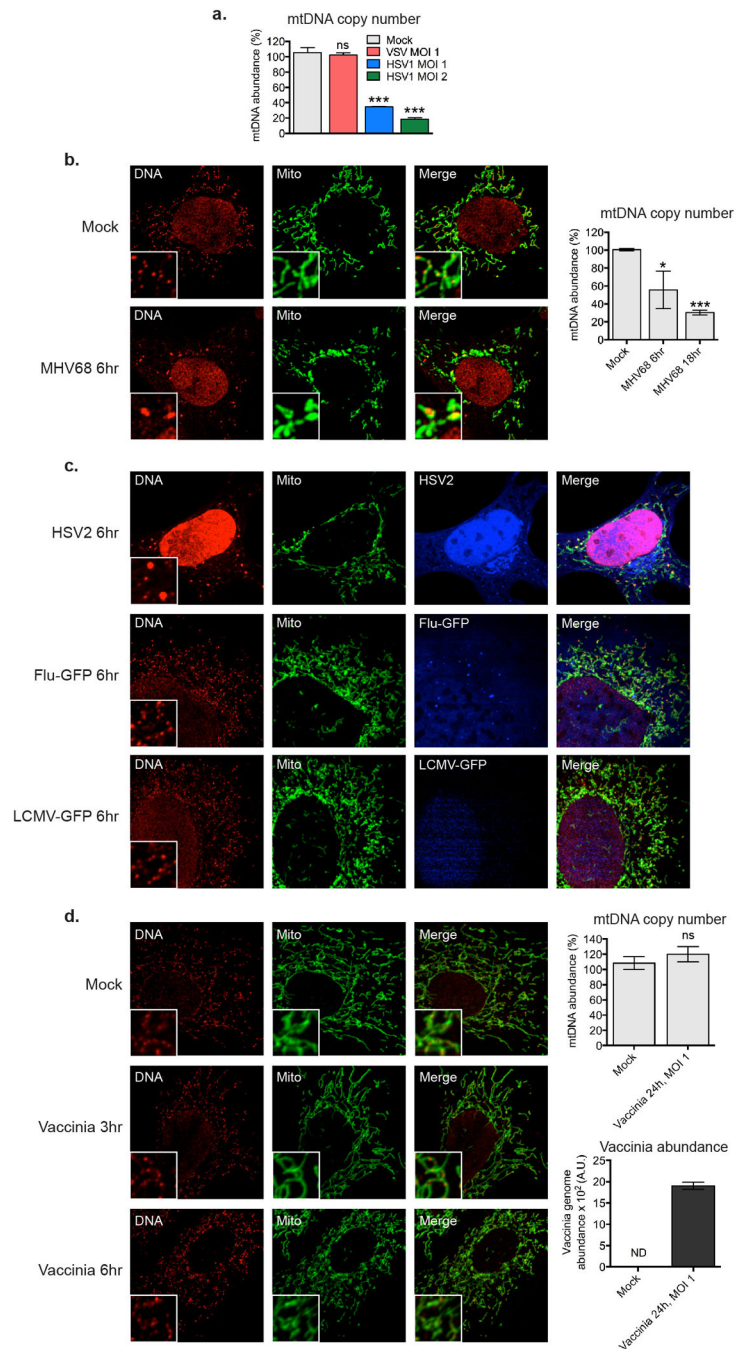 a.
mtDNA copy number
mtDNA abundance (%)
120
100
80
60
40
20
0
ns
***
***
Mock
VSV MOI 1
HSV1 MOI 1
HSV1 MOI 2
b.
DNA
Mito
Merge
Mock
DNA
Mito
Merge
MHV68 6hr
mtDNA copy number
mtDNA abundance (%)
120
100
80
60
40
20
0
*
***
Mock
MHV68 6hr
MHV68 18hr
c.
DNA
Mito
HSV2
Merge
HSV2 6hr
DNA
Mito
Flu-GFP
Merge
Flu-GFP 6hr
DNA
Mito
LCMV-GFP
Merge
LCMV-GFP 6hr
d.
DNA
Mito
Merge
Mock
DNA
Mito
Merge
Vaccinia 3hr
DNA
Mito
Merge
Vaccinia 6hr
mtDNA copy number
ns
mtDNA abundance (%)
140
120
100
80
60
40
20
0
Mock
Vaccinia 24h, MOI 1
Vaccinia abundance
Vaccinia genome
abundance x 10² (A.U.)
25
20
15
10
5
0
ND
Mock
Vaccinia 24h, MOI 1